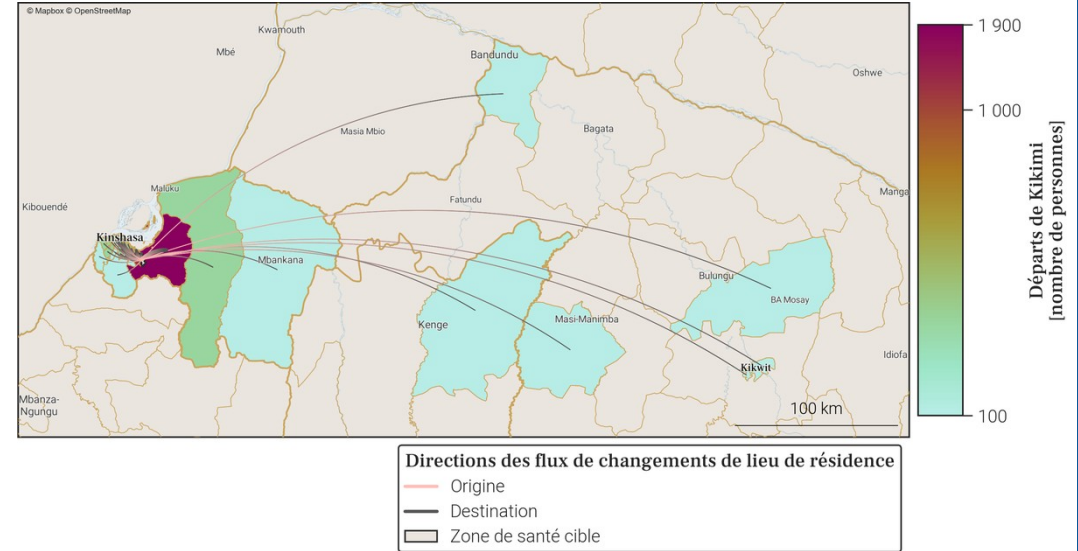 © Mapbox © OpenStreetMap
Kwamouth
Mbé
Bandundu
Oshwe
Masia Mbio
Bagata
Maluku
Manga
Kibouendé
Fatundu
Kinshasa
Mbankana
Bulungu
BA Mosay
Kenge
Masi-Manimba
Idiofa
Kikwit
Mbanza-
Ngungu
100 km
1 900
1 000
100
Départs de Kikimi
[nombre de personnes]
Directions des flux de changements de lieu de résidence
Origine
Destination
Zone de santé cible